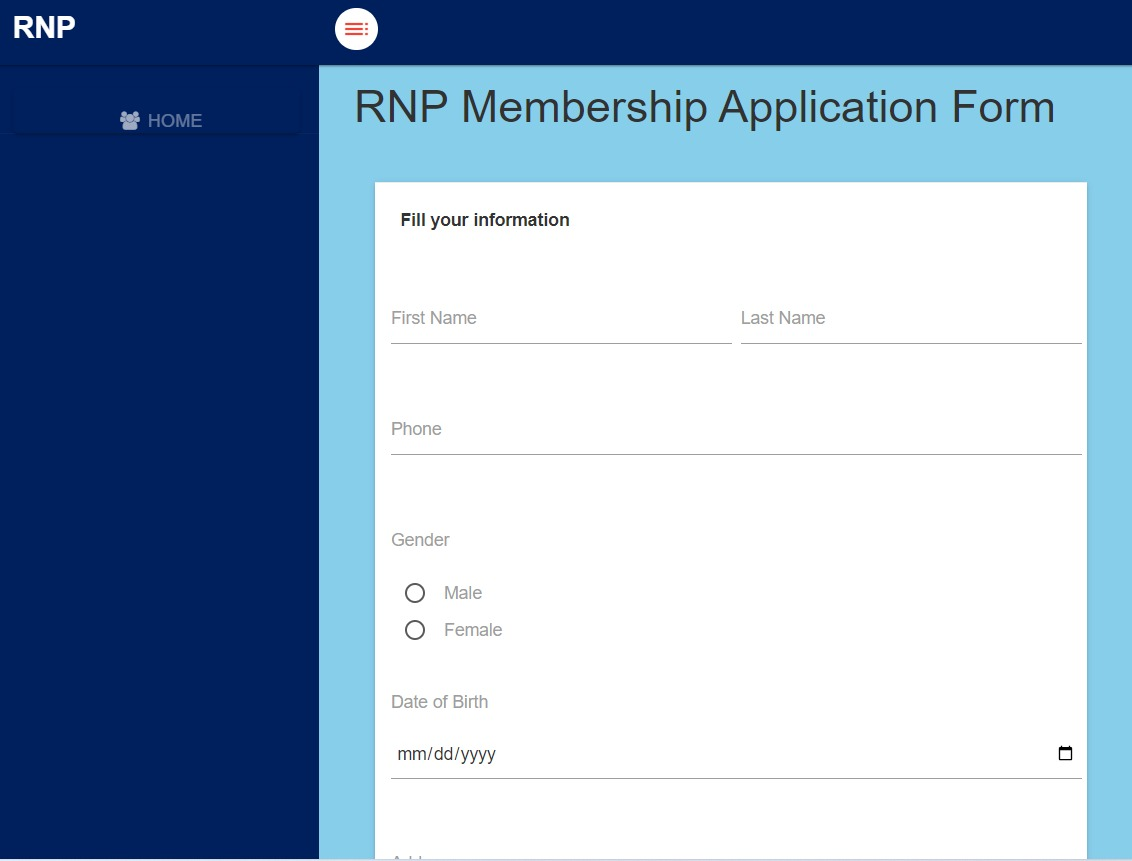 RNP
HOME
RNP Membership Application Form
Fill your information
First Name Last Name
Phone
Gender
Male
Female
Date of Birth
mm/dd/yyyy